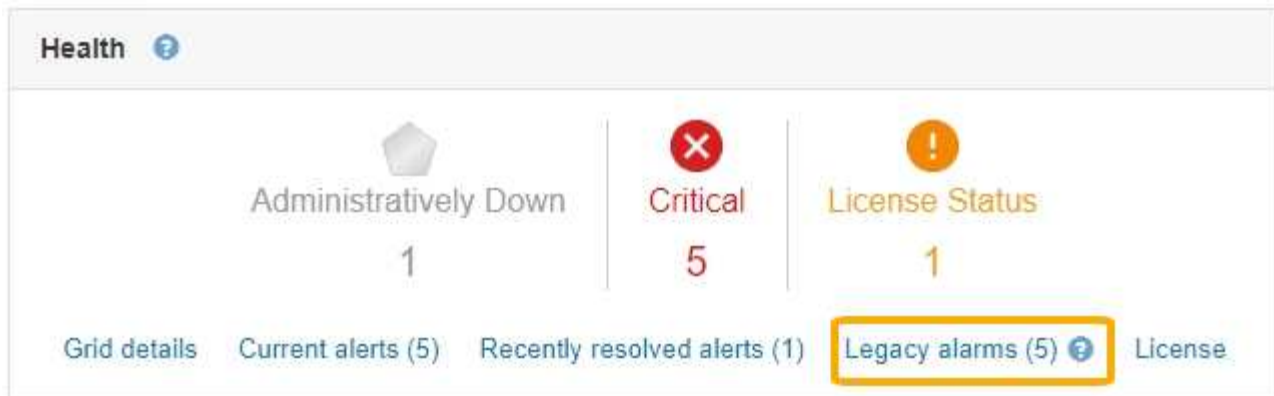 Health
Administratively Down Critical License Status
1 5 1
Grid details Current alerts (5) Recently resolved alerts (1) Legacy alarms (5) License